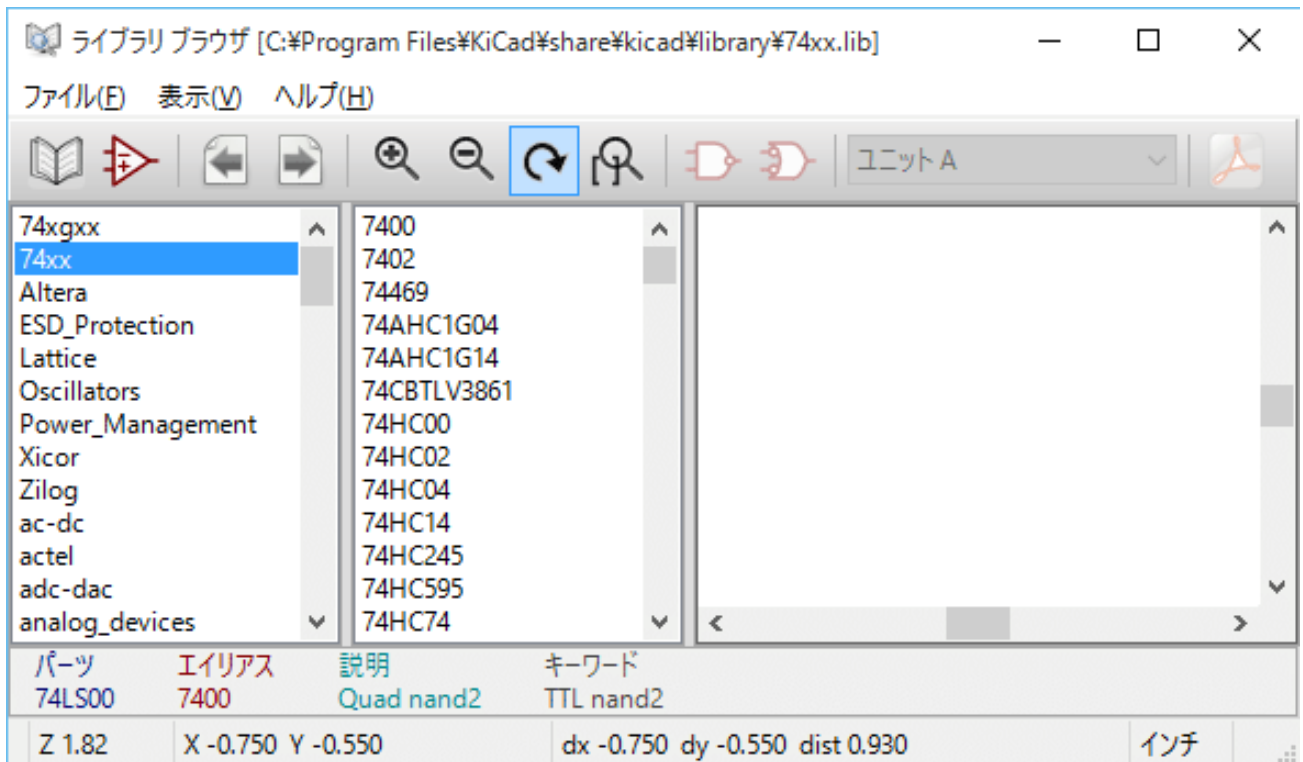 ライブラリ ブラウザ [C:¥Program Files¥KiCad¥share¥kicad¥library¥74xx.lib]
ファイル(F) 表示(V) ヘルプ(H)
ユニット A
74xgxx
74xx
Altera
ESD_Protection
Lattice
Oscillators
Power_Management
Xicor
Zilog
ac-dc
actel
adc-dac
analog_devices
7400
7402
74469
74AHC1G04
74AHC1G14
74CBTLV3861
74HC00
74HC02
74HC04
74HC14
74HC245
74HC595
74HC74
パーツ エイリアス 説明 キーワード
74LS00 7400 Quad nand2 TTL nand2
Z 1.82 X -0.750 Y -0.550 dx -0.750 dy -0.550 dist 0.930 インチ